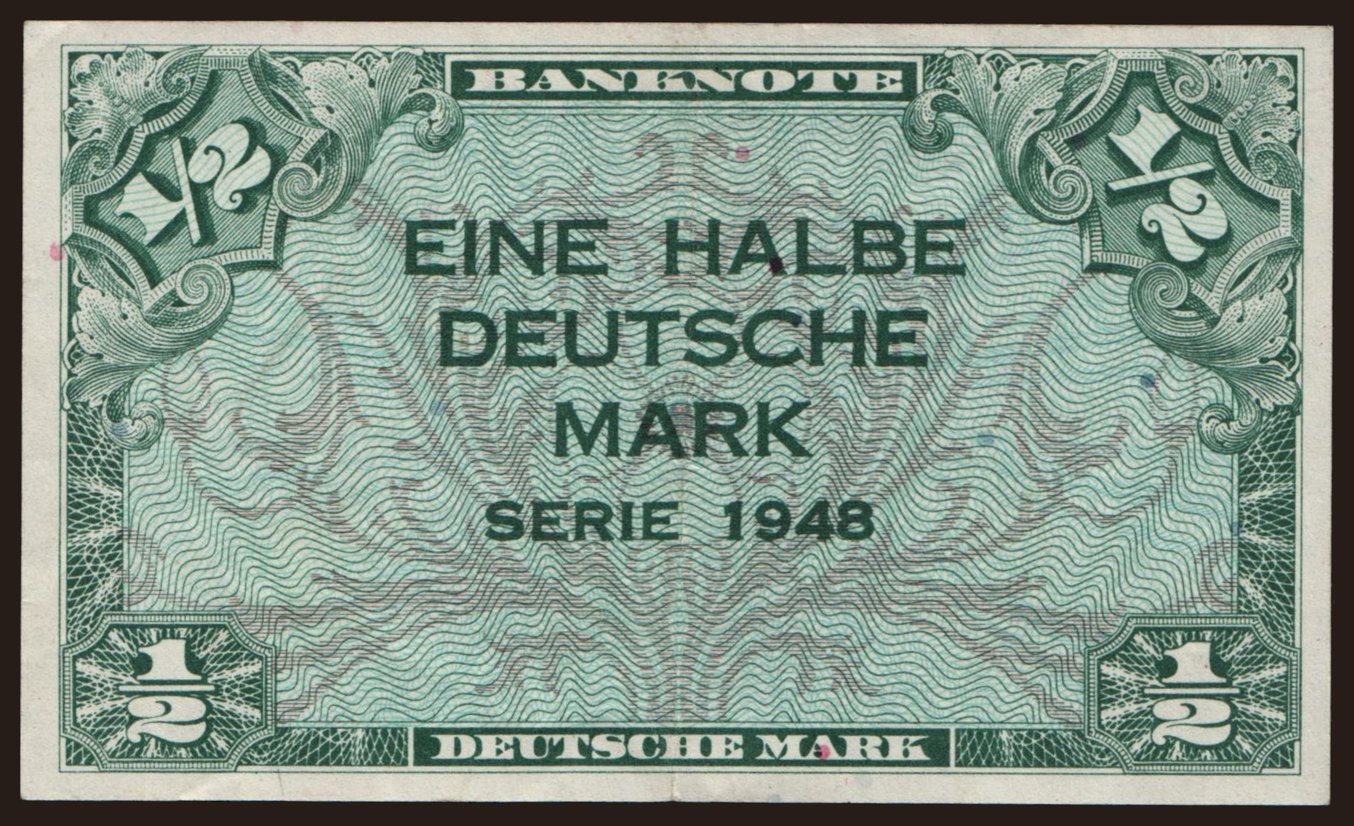 BANKNOTE
1/2 1/2
EINE HALBE
DEUTSCHE
MARK
SERIE 1948
1/2 1/2
DEUTSCHE MARK